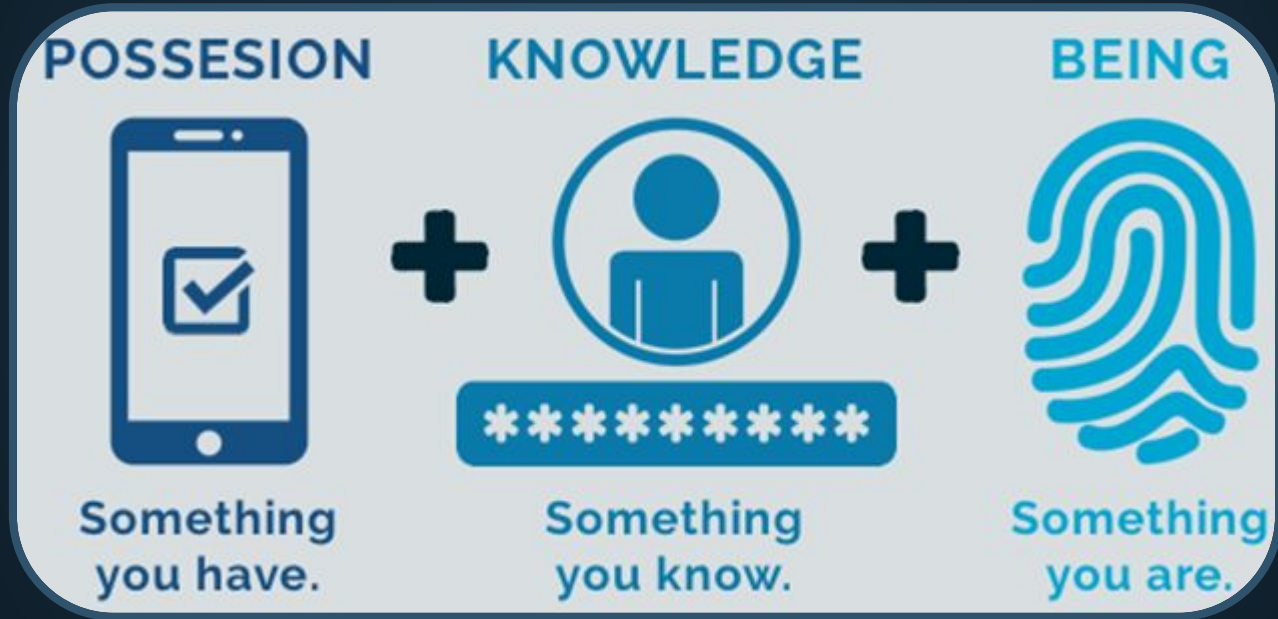 POSSESION
KNOWLEDGE
BEING
*********
Something
you have.
Something
you know.
Something
you are.